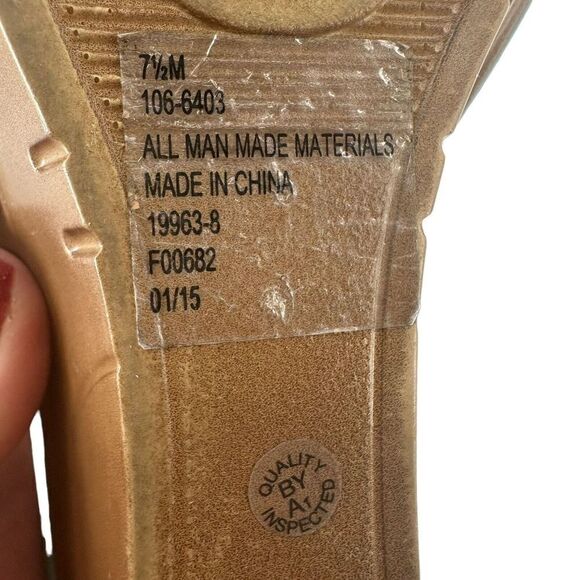 7½M
106-6403
ALL MAN MADE MATERIALS
MADE IN CHINA
19963-8
F00682
01/15
QUALITY
BY
A1
INSPECTED